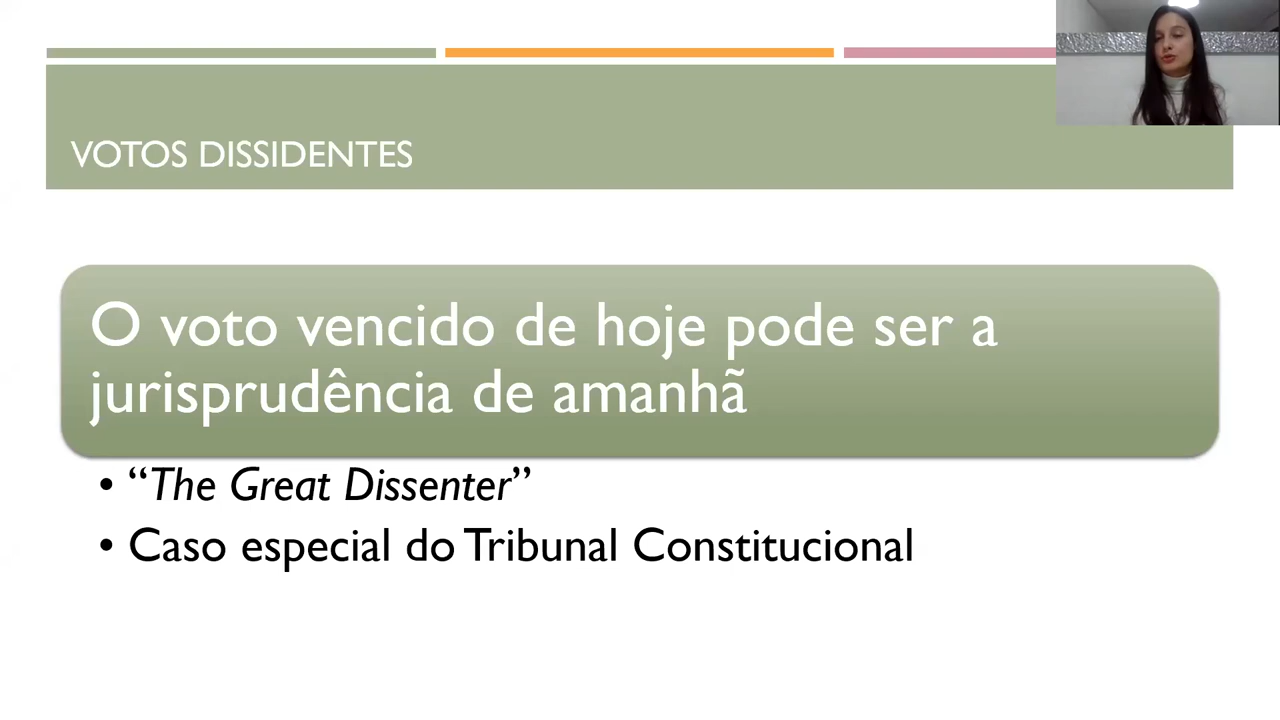 VOTOS DISSIDENTES
O voto vencido de hoje pode ser a
jurisprudência de amanhã
• “The Great Dissenter”
• Caso especial do Tribunal Constitucional